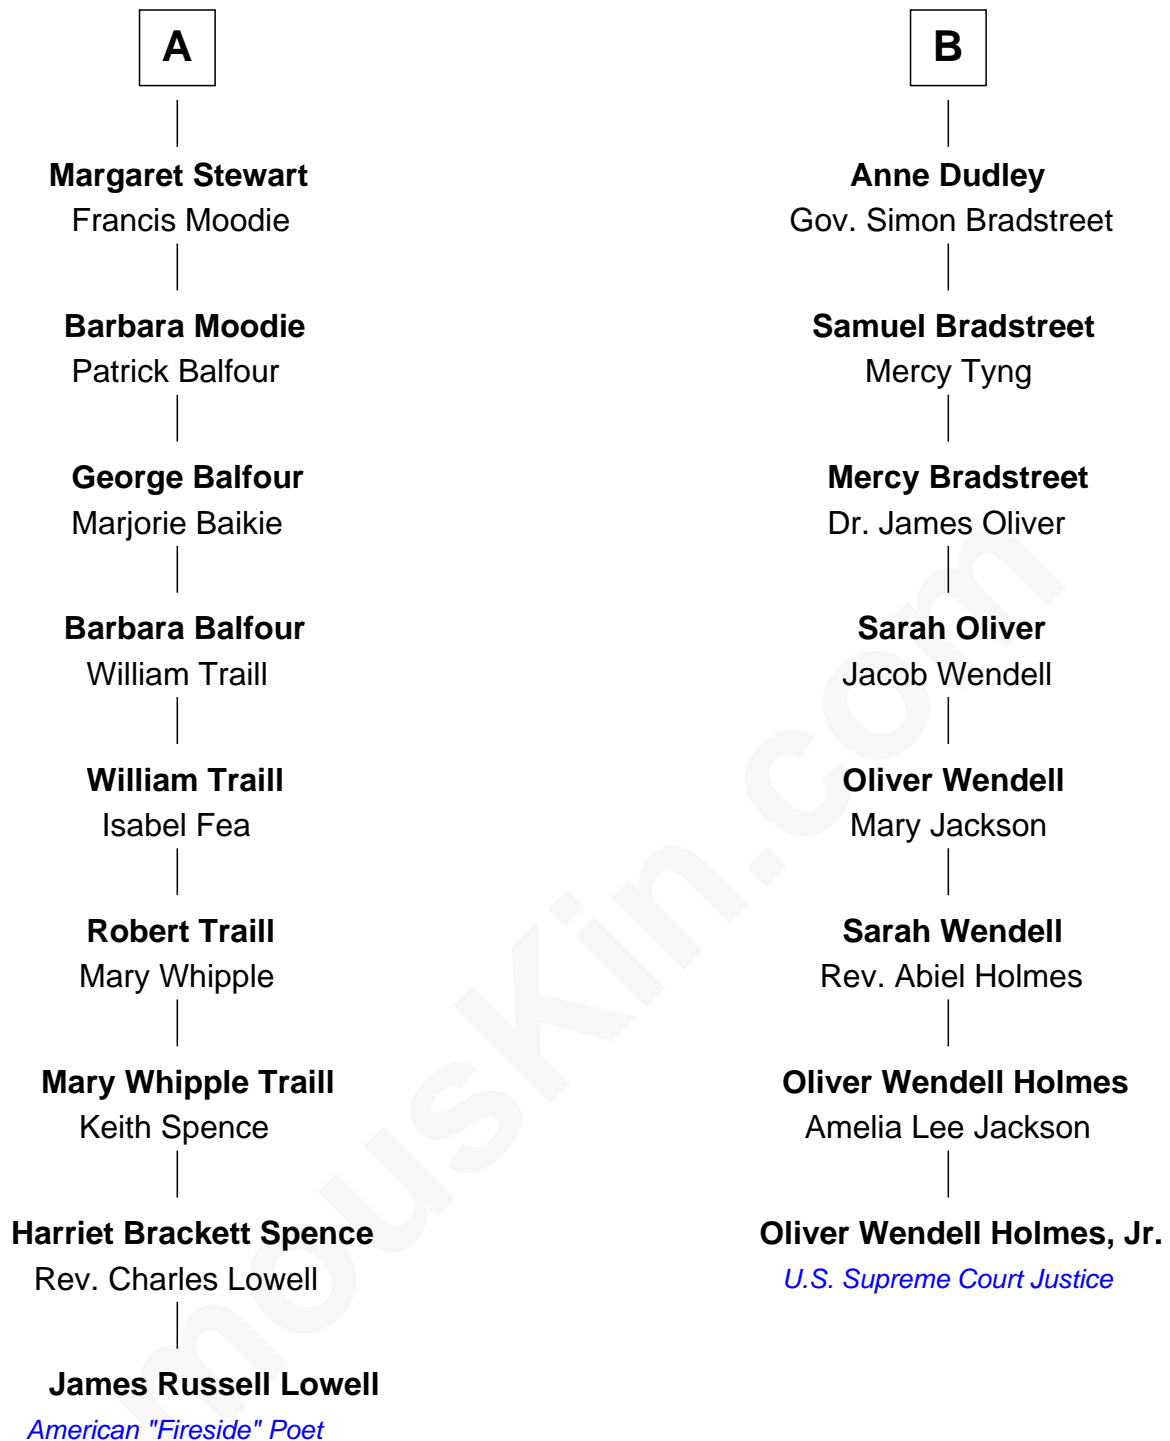 A
Margaret Stewart
Francis Moodie
Barbara Moodie
Patrick Balfour
George Balfour
Marjorie Baikie
Barbara Balfour
William Traill
William Traill
Isabel Fea
Robert Traill
Mary Whipple
Mary Whipple Traill
Keith Spence
Harriet Brackett Spence
Rev. Charles Lowell
James Russell Lowell
American "Fireside" Poet
B
Anne Dudley
Gov. Simon Bradstreet
Samuel Bradstreet
Mercy Tyng
Mercy Bradstreet
Dr. James Oliver
Sarah Oliver
Jacob Wendell
Oliver Wendell
Mary Jackson
Sarah Wendell
Rev. Abiel Holmes
Oliver Wendell Holmes
Amelia Lee Jackson
Oliver Wendell Holmes, Jr.
U.S. Supreme Court Justice
mousKin.com